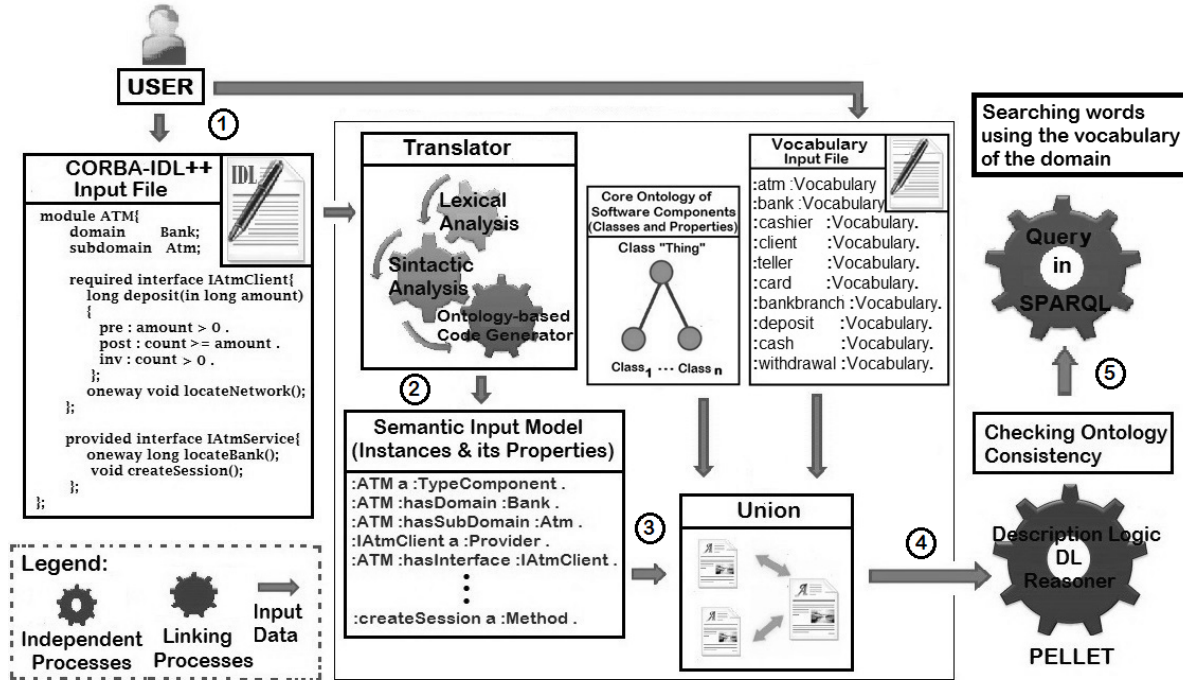 USER
1
CORBA-IDL++
Input File
IDL
module ATM{
domain Bank;
subdomain Atm;
required interface IAtmClient{
long deposit(in long amount)
{
pre : amount > 0 .
post : count >= amount .
inv : count > 0 .
};
oneway void locateNetwork();
};
provided interface IAtmService{
oneway long locateBank();
void createSession();
};
};
Legend:
Independent
Processes
Linking
Processes
Input
Data
Translator
Lexical
Analysis
Sintactic
Analysis
Ontology-based
Code Generator
2
Semantic Input Model
(Instances & its Properties)
:ATM a :TypeComponent .
:ATM :hasDomain :Bank .
:ATM :hasSubDomain :Atm .
:IAtmClient a :Provider .
:ATM :hasInterface :IAtmClient .
:createSession a :Method .
Core Ontology of
Software Components
(Classes and Properties)
Class "Thing"
Class1 ... Class n
Vocabulary
Input File
:atm :Vocabulary
:bank :Vocabulary.
:cashier :Vocabulary.
:client :Vocabulary.
:teller :Vocabulary.
:card :Vocabulary.
:bankbranch :Vocabulary.
:deposit :Vocabulary.
:cash :Vocabulary.
:withdrawal :Vocabulary.
3
Union
4
Description Logic
DL
Reasoner
PELLET
Checking Ontology
Consistency
5
Query
in
SPARQL
Searching words
using the vocabulary
of the domain